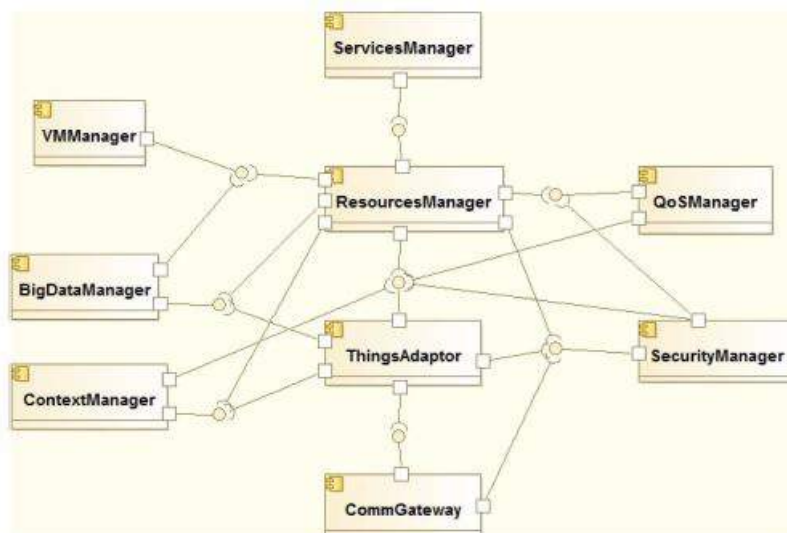 ServicesManager
VMManager
ResourcesManager
QoSManager
BigDataManager
ThingsAdaptor
SecurityManager
ContextManager
CommGateway